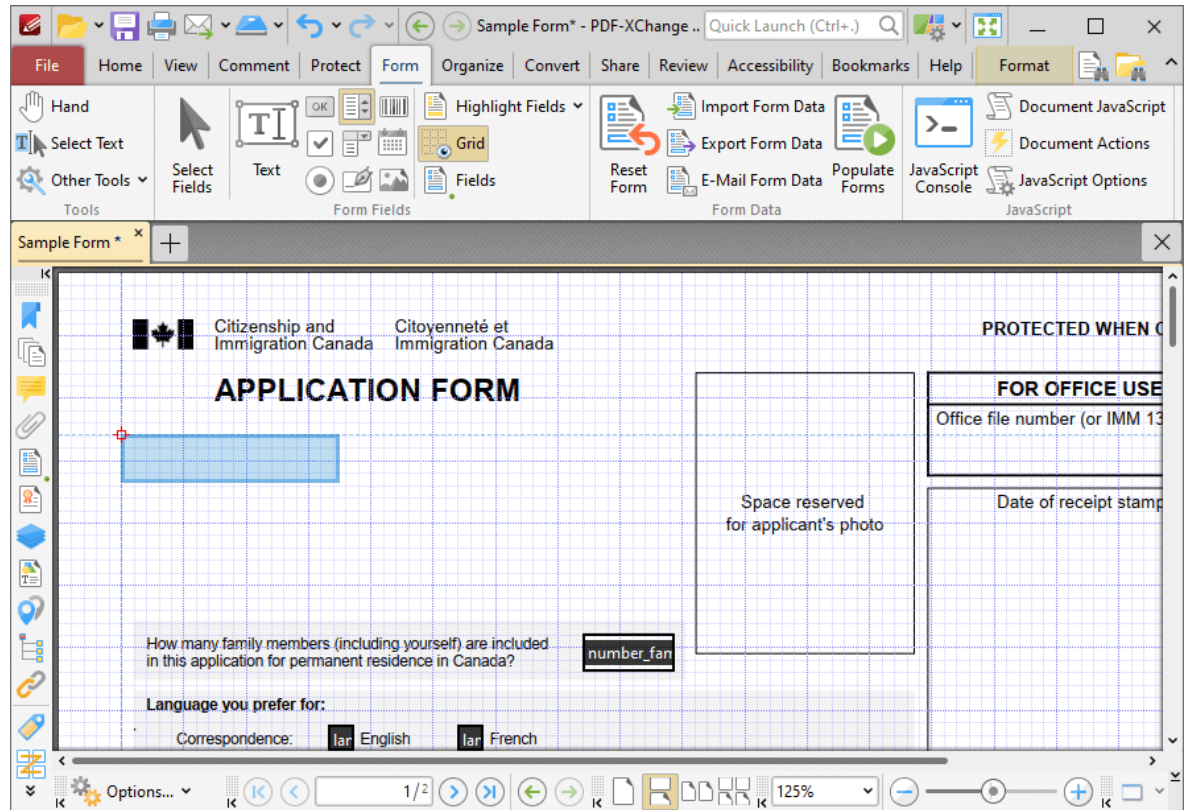 Sample Form* - PDF-XChange .. Quick Launch (Ctrl+.)
File Home View Comment Protect Form Organize Convert Share Review Accessibility Bookmarks Help Format
Hand
Select Text
Other Tools
Tools
Select Fields
Text
OK
Highlight Fields
Grid
Fields
Form Fields
Reset Form
Import Form Data
Export Form Data
E-Mail Form Data
Populate Forms
Form Data
JavaScript Console
Document JavaScript
Document Actions
JavaScript Options
JavaScript
Sample Form *
Citizenship and Immigration Canada
Citoyenneté et Immigration Canada
PROTECTED WHEN C
APPLICATION FORM
FOR OFFICE USE
Office file number (or IMM 13
Space reserved
for applicant's photo
Date of receipt stamp
How many family members (including yourself) are included
in this application for permanent residence in Canada?
number_fam
Language you prefer for:
Correspondence: lar English lar French
Options... 1/2 125%